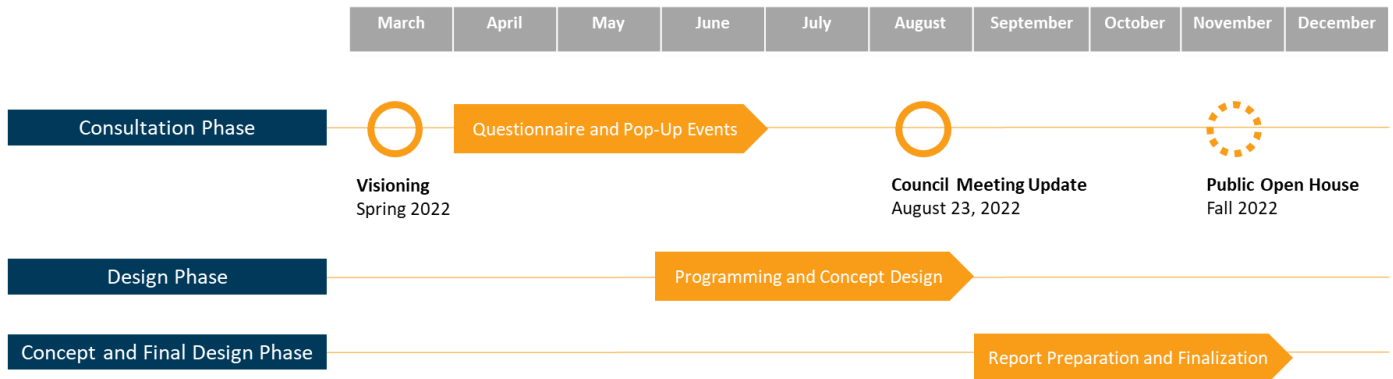 March April May June July August September October November December
Consultation Phase
Questionnaire and Pop-Up Events
Visioning
Spring 2022
Council Meeting Update
August 23, 2022
Public Open House
Fall 2022
Design Phase
Programming and Concept Design
Concept and Final Design Phase
Report Preparation and Finalization